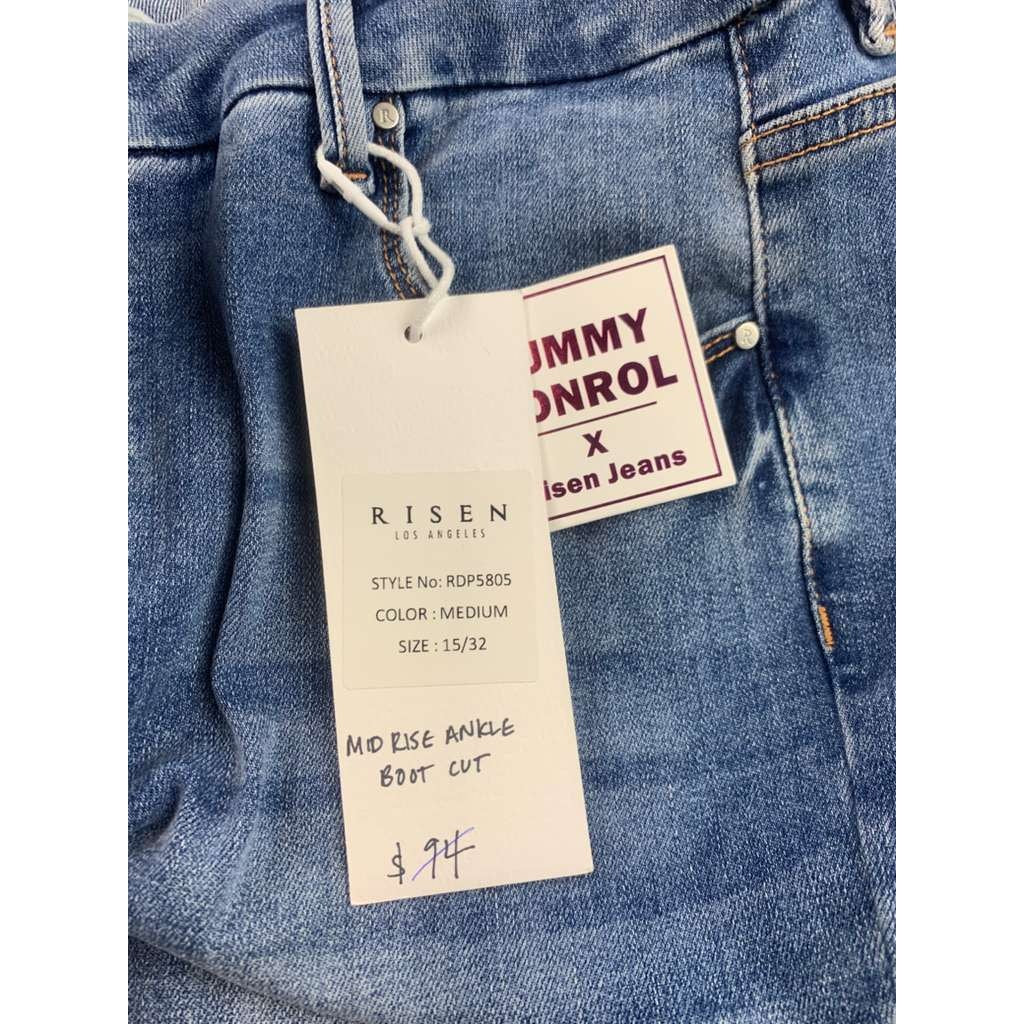 R
UMMY
ONROL
X
isen Jeans
R
RISEN
LOS ANGELES
STYLE No: RDP5805
COLOR : MEDIUM
SIZE : 15/32
MID RISE ANKLE
BOOT CUT
$ 94